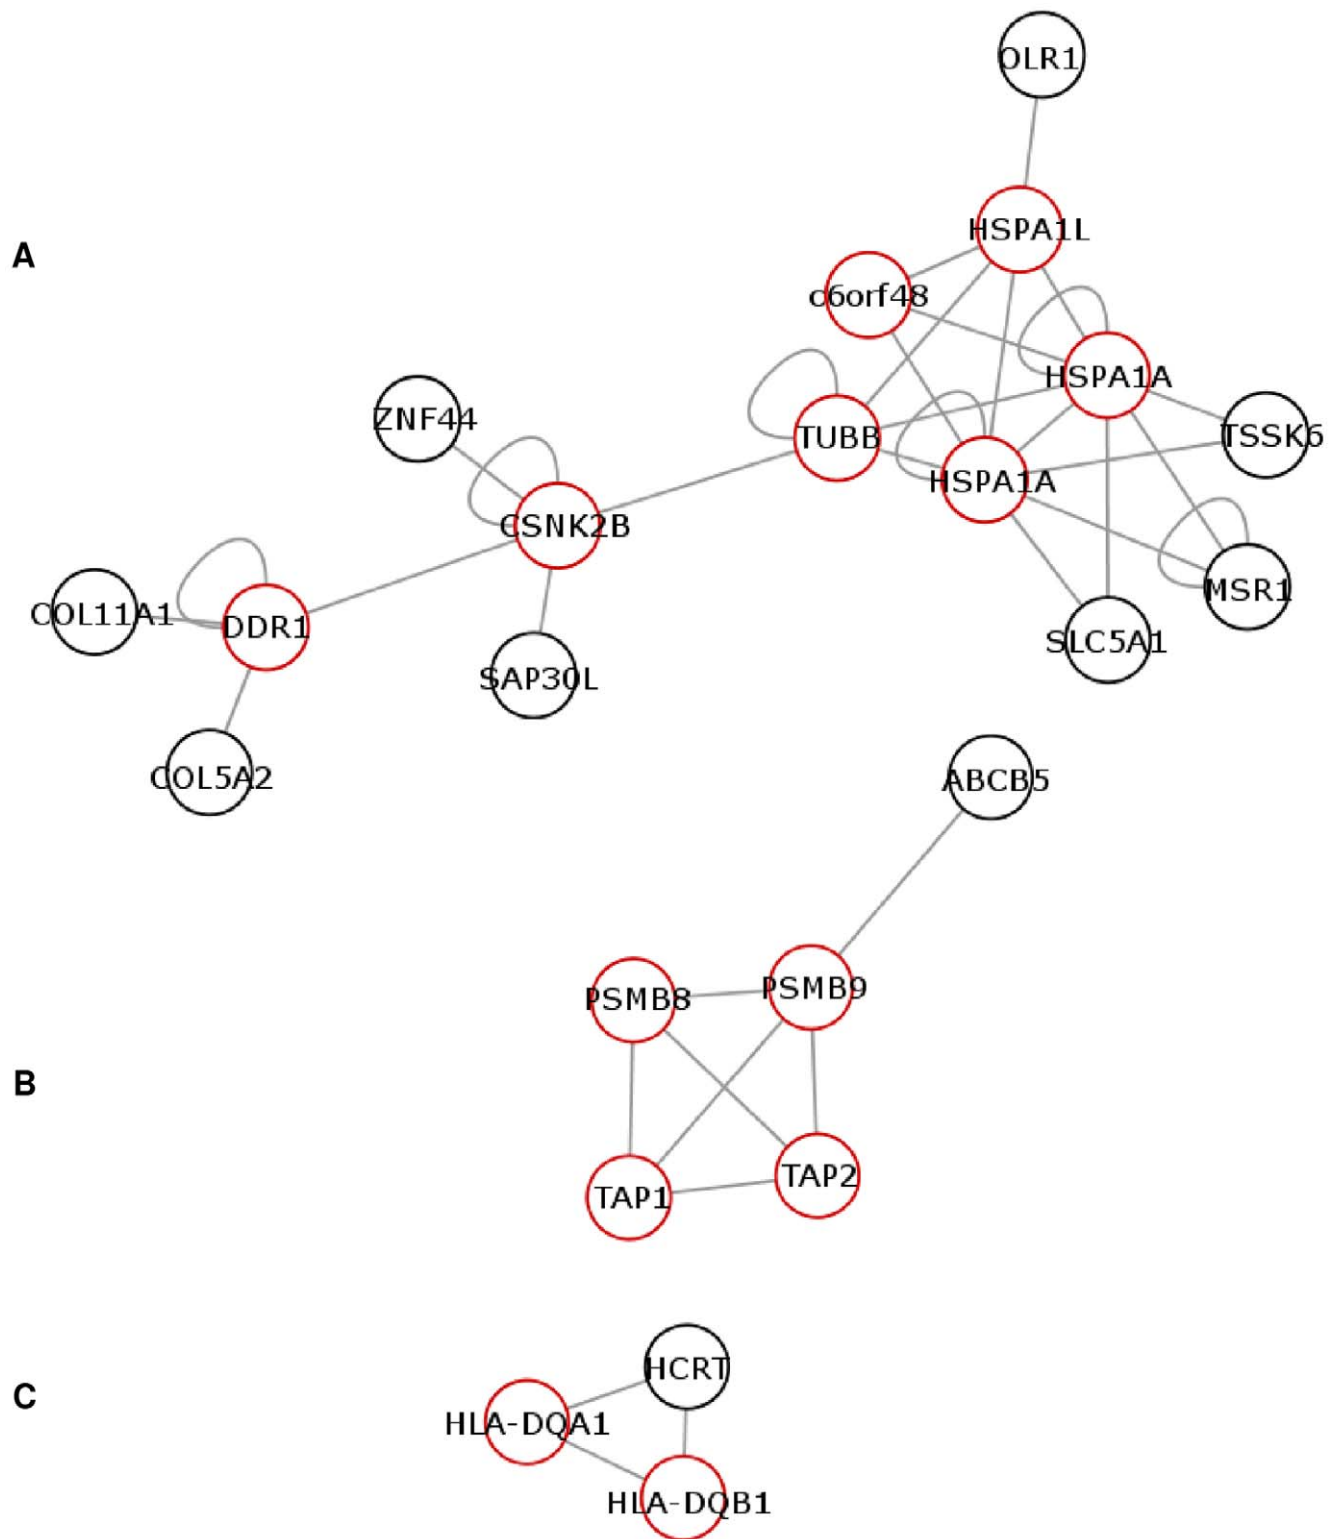 OLR1
HSPA1L
A
c6orf48
HSPA1A
ZNF44
TUBB
TSSK6
HSPA1A
CSNK2B
MSR1
COL11A1
DDR1
SLC5A1
SAP30L
COL5A2
ABCB5
PSMB8
PSMB9
B
TAP1
TAP2
HCRT
C
HLA-DQA1
HLA-DQB1